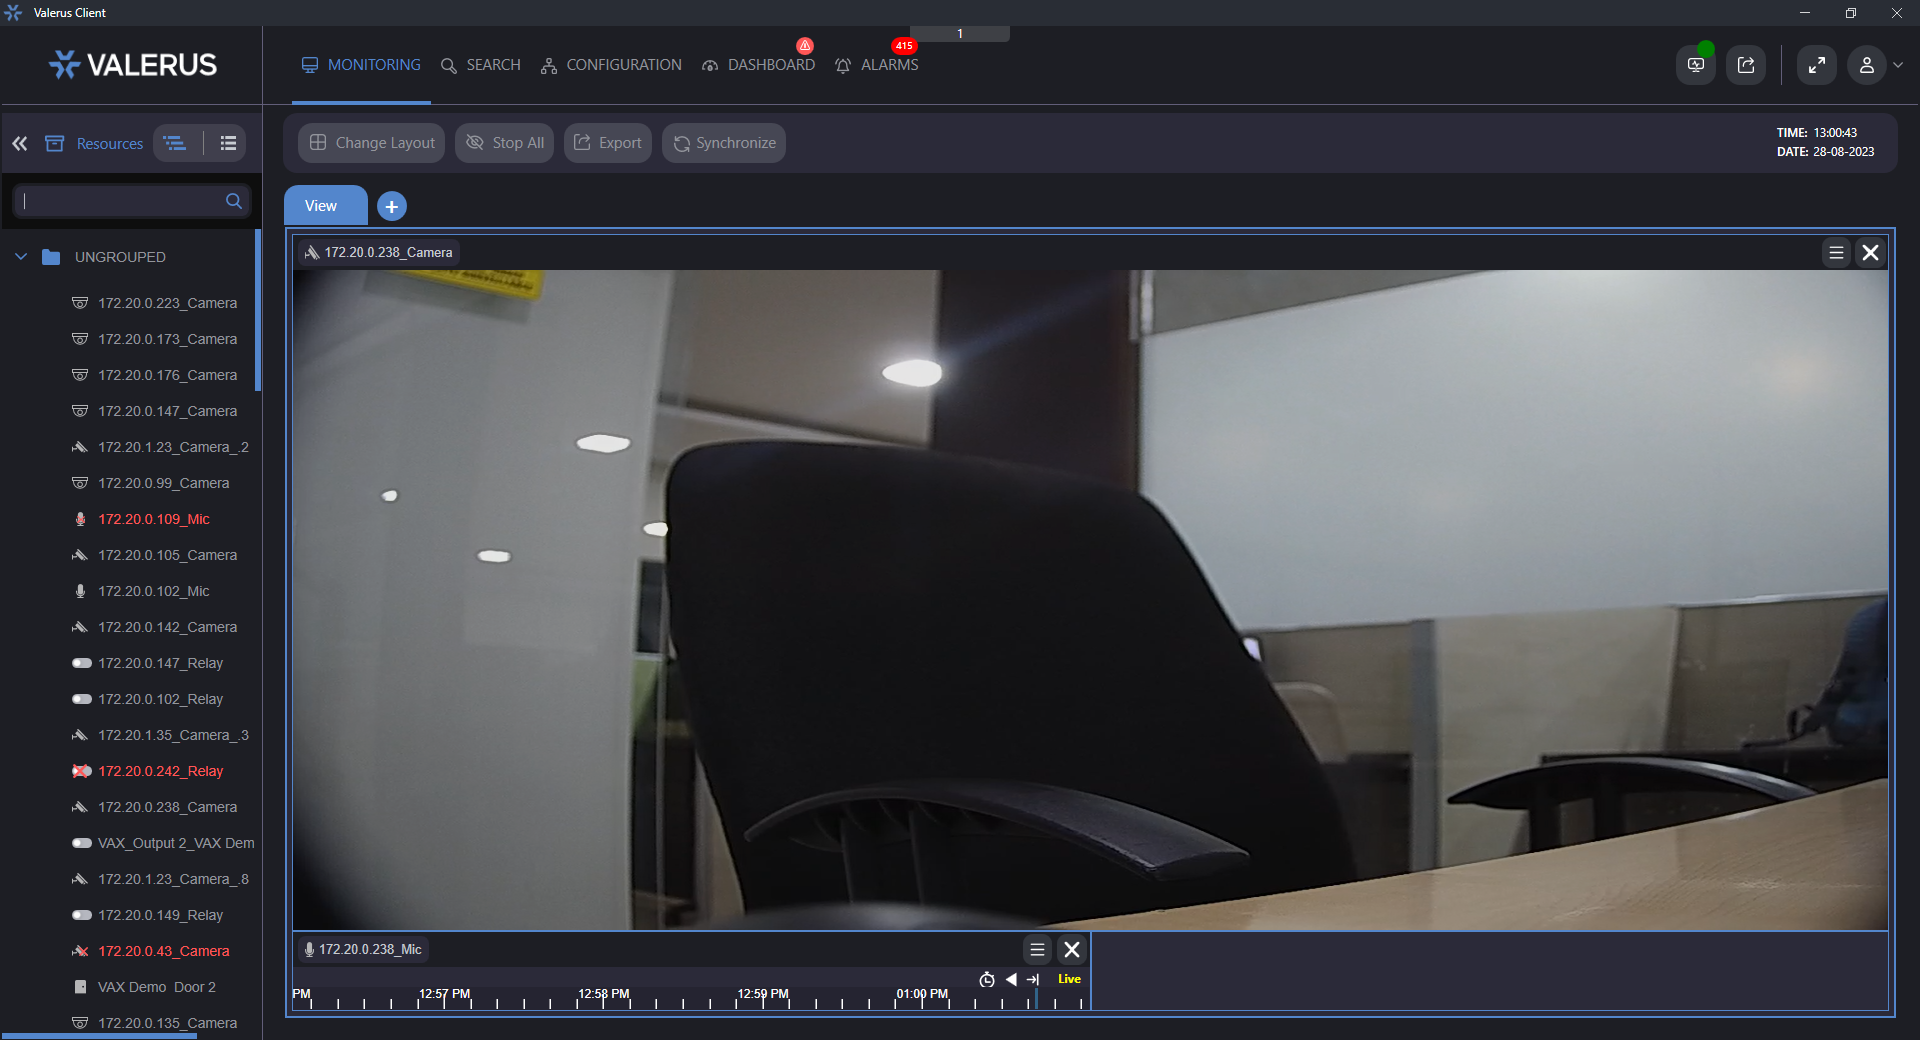 Valerus Client
1
VALERUS
MONITORING
SEARCH
CONFIGURATION
DASHBOARD
415
ALARMS
Resources
Change Layout
Stop All
Export
Synchronize
TIME: 13:00:43
DATE: 28-08-2023
View
UNGROUPED
172.20.0.223_Camera
172.20.0.173_Camera
172.20.0.176_Camera
172.20.0.147_Camera
172.20.1.23_Camera_.2
172.20.0.99_Camera
172.20.0.109_Mic
172.20.0.105_Camera
172.20.0.102_Mic
172.20.0.142_Camera
172.20.0.147_Relay
172.20.0.102_Relay
172.20.1.35_Camera_.3
172.20.0.242_Relay
172.20.0.238_Camera
VAX_Output 2_VAX Dem
172.20.1.23_Camera_.8
172.20.0.149_Relay
172.20.0.43_Camera
VAX Demo Door 2
172.20.0.135_Camera
172.20.0.238_Camera
172.20.0.238_Mic
Live
PM
12:57 PM
12:58 PM
12:59 PM
01:00 PM